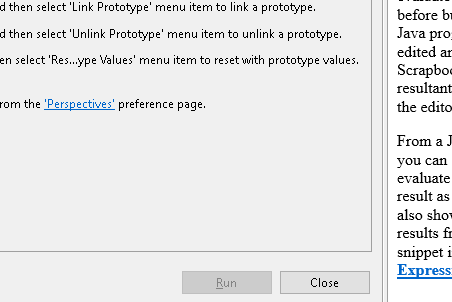 d then select 'Link Prototype' menu item to link a prototype.
d then select 'Unlink Prototype' menu item to unlink a prototype.
en select 'Res...ype Values' menu item to reset with prototype values.
from the 'Perspectives' preference page.
Run
Close
before bu
Java pro
edited an
Scrapboo
resultant
the edito
From a J
you can
evaluate
result as
also show
results fr
snippet i
Express